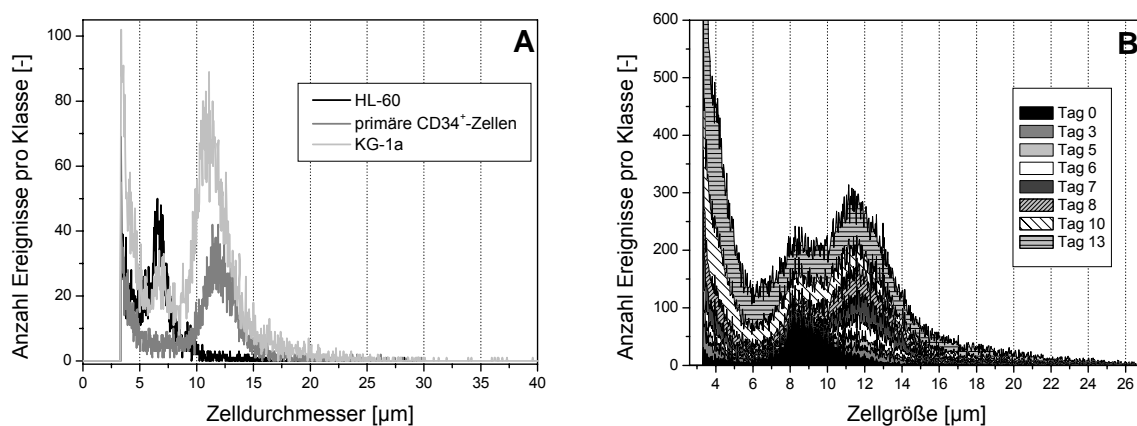 A
Anzahl Ereignisse pro Klasse [-]
100
80
60
40
20
0
HL-60
primäre CD34⁺-Zellen
KG-1a
0 5 10 15 20 25 30 35 40
Zelldurchmesser [µm]
B
Anzahl Ereignisse pro Klasse [-]
600
500
400
300
200
100
0
Tag 0
Tag 3
Tag 5
Tag 6
Tag 7
Tag 8
Tag 10
Tag 13
4 6 8 10 12 14 16 18 20 22 24 26
Zellgröße [µm]